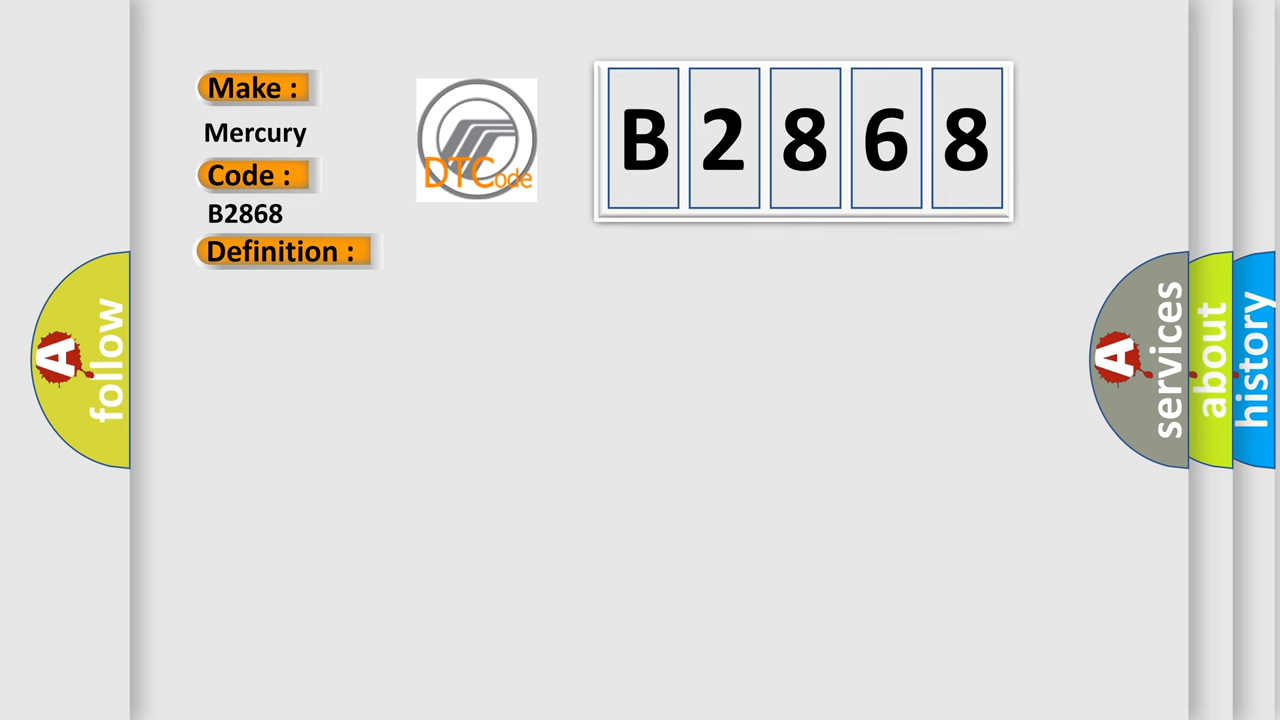 Make :
Mercury
Code :
B2868
Definition :
DTCode
B 2 8 6 8
A follow
A services
about
history